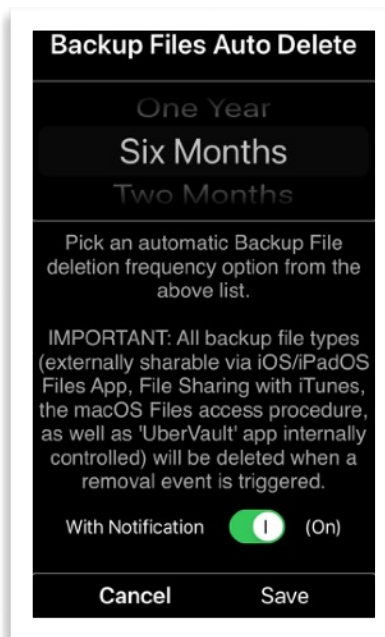 Backup Files Auto Delete
One Year
Six Months
Two Months
Pick an automatic Backup File
deletion frequency option from the
above list.
IMPORTANT: All backup file types
(externally sharable via iOS/iPadOS
Files App, File Sharing with iTunes,
the macOS Files access procedure,
as well as 'UberVault' app internally
controlled) will be deleted when a
removal event is triggered.
With Notification (On)
Cancel Save